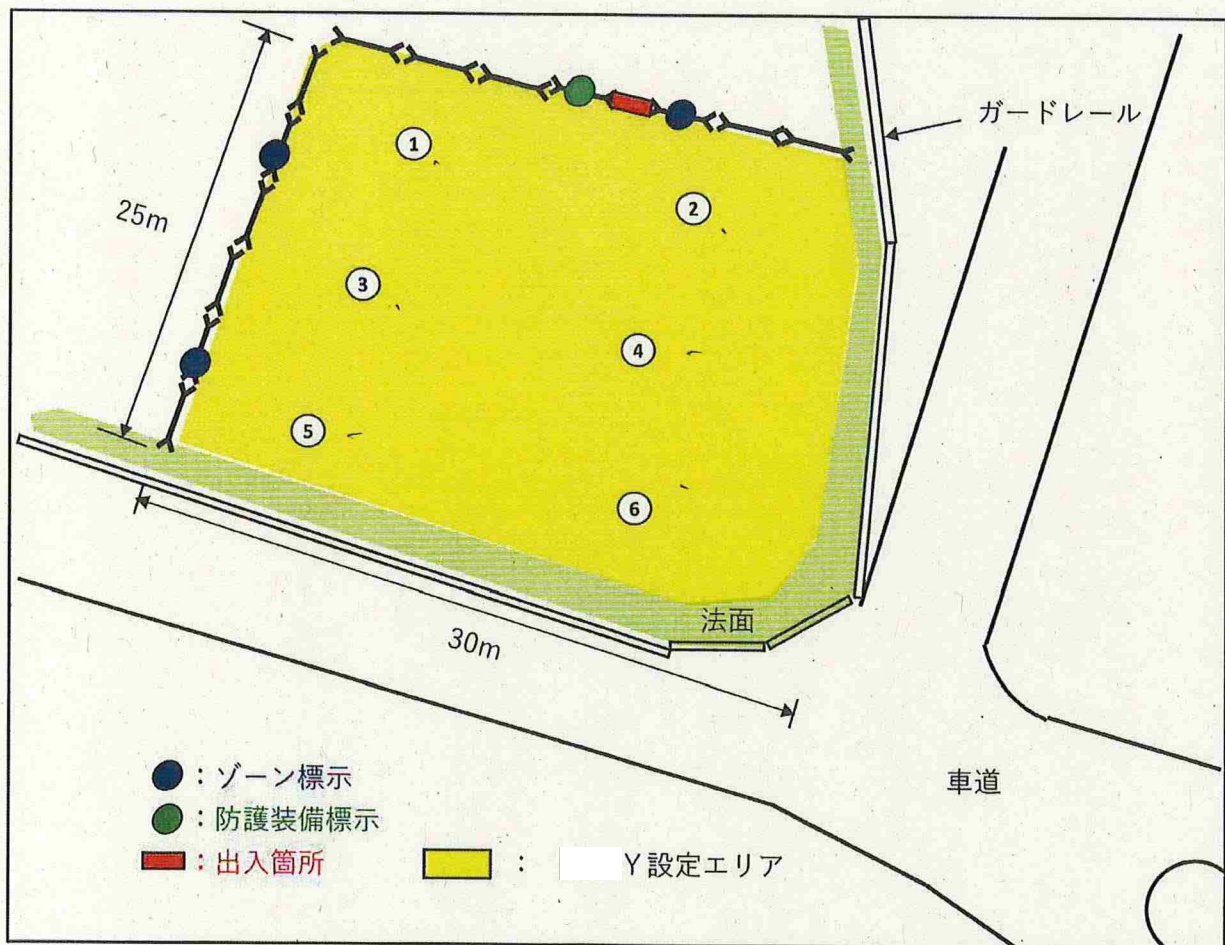 ガードレール
①
②
25m
③
④
⑤
⑥
法面
30m
車道
：ゾーン標示
：防護装備標示
：出入箇所
：　Y設定エリア